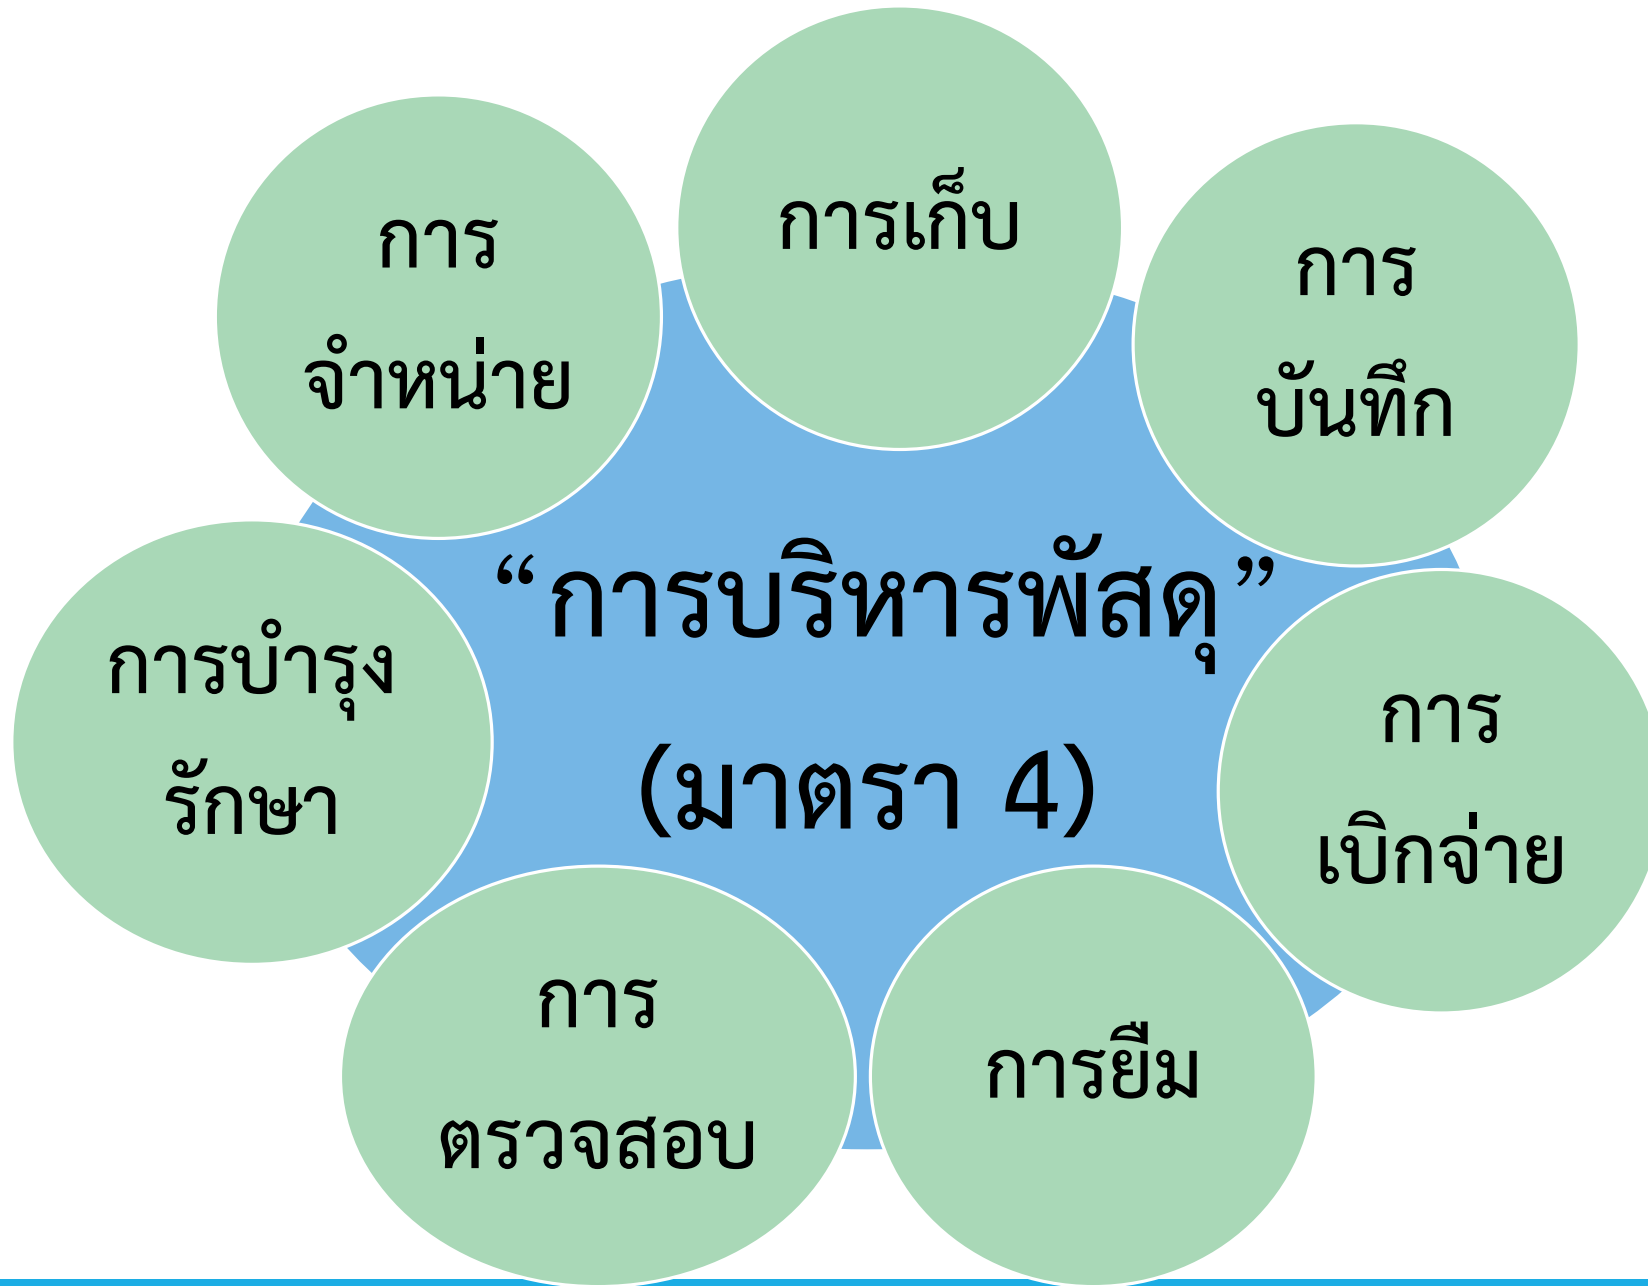 การเก็บ
การ
บันทึก
การ
เบิกจ่าย
การยืม
การ
ตรวจสอบ
การบำรุง
รักษา
การ
จำหน่าย
“การบริหารพัสดุ”
(มาตรา 4)